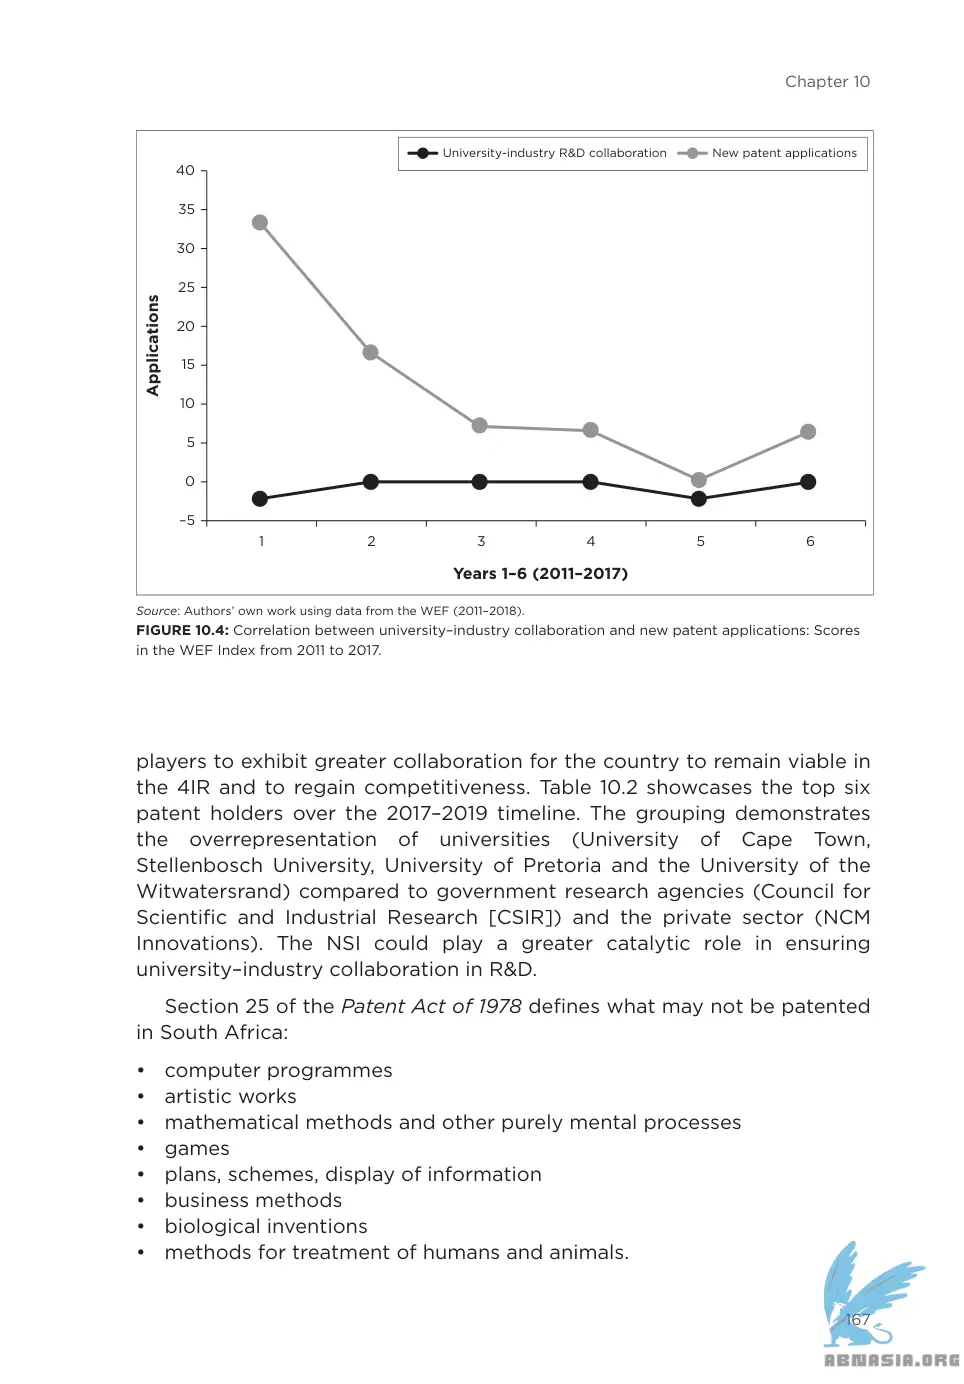 Chapter 10
University-industry R&D collaboration New patent applications
40
35
30
25
20
15
10
5
0
–5
Applications
1 2 3 4 5 6
Years 1–6 (2011–2017)
Source: Authors’ own work using data from the WEF (2011–2018).
FIGURE 10.4: Correlation between university–industry collaboration and new patent applications: Scores
in the WEF Index from 2011 to 2017.
players to exhibit greater collaboration for the country to remain viable in
the 4IR and to regain competitiveness. Table 10.2 showcases the top six
patent holders over the 2017–2019 timeline. The grouping demonstrates
the overrepresentation of universities (University of Cape Town,
Stellenbosch University, University of Pretoria and the University of the
Witwatersrand) compared to government research agencies (Council for
Scientific and Industrial Research [CSIR]) and the private sector (NCM
Innovations). The NSI could play a greater catalytic role in ensuring
university–industry collaboration in R&D.
Section 25 of the Patent Act of 1978 defines what may not be patented
in South Africa:
• computer programmes
• artistic works
• mathematical methods and other purely mental processes
• games
• plans, schemes, display of information
• business methods
• biological inventions
• methods for treatment of humans and animals.
167
ABNASIA.ORG